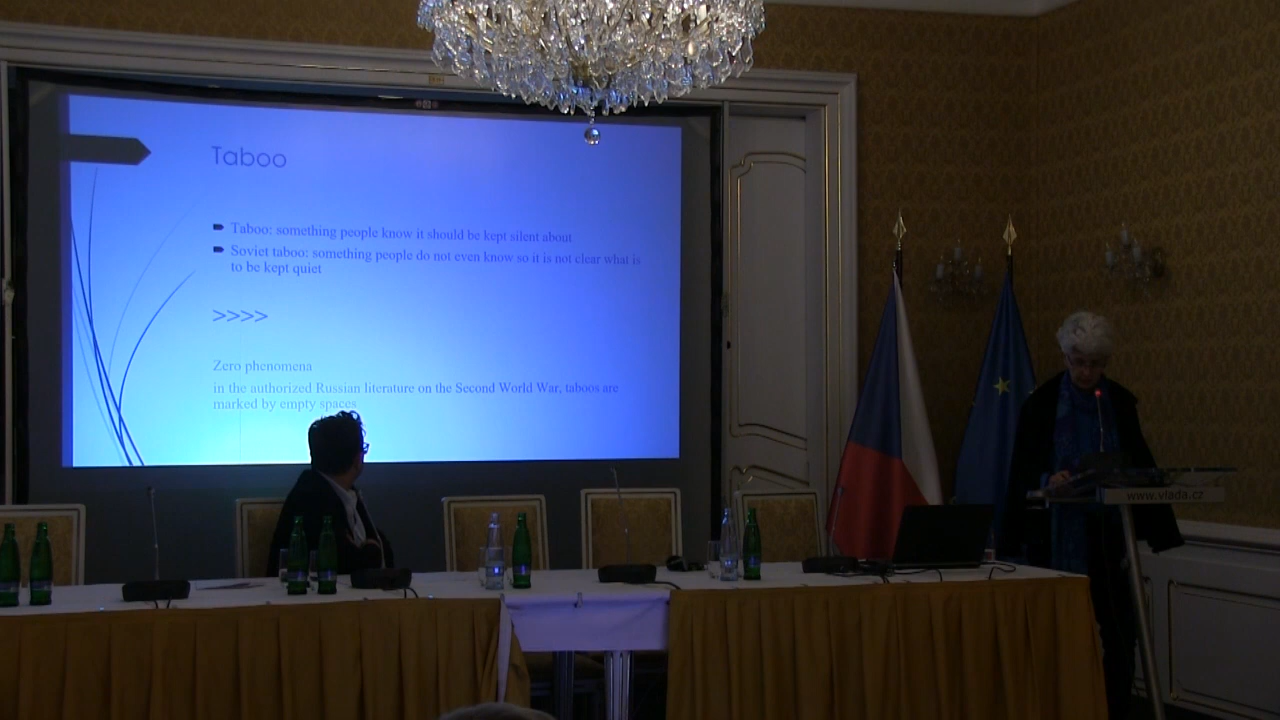 Taboo
Taboo: something people know it should be kept silent about
Soviet taboo: something people do not even know so it is not clear what is
to be kept quiet
>>>>
Zero phenomena
in the authorized Russian literature on the Second World War, taboos are
marked by empty spaces
www.vlada.cz